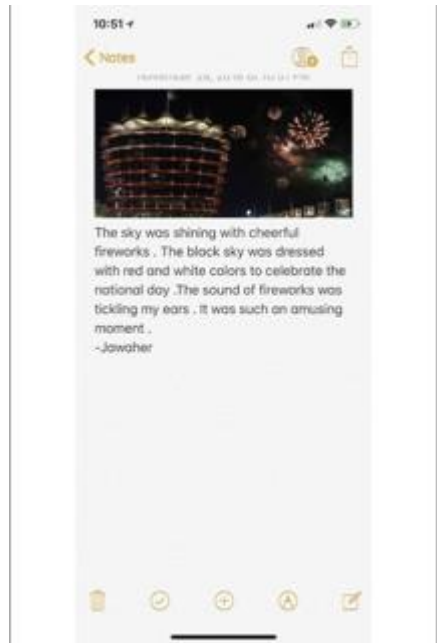 10:51
Notes
The sky was shining with cheerful
fireworks . The black sky was dressed
with red and white colors to celebrate the
national day .The sound of fireworks was
tickling my ears . It was such an amusing
moment .
-Jawaher